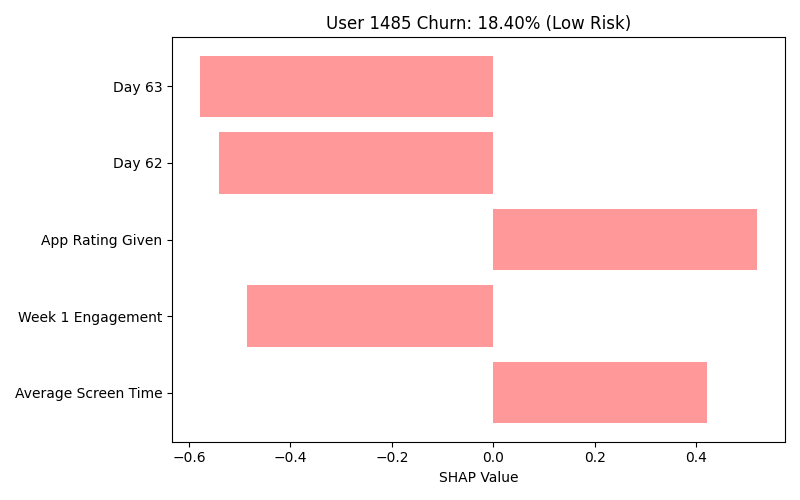 User 1485 Churn: 18.40% (Low Risk)
Day 63
Day 62
App Rating Given
Week 1 Engagement
Average Screen Time
−0.6 −0.4 −0.2 0.0 0.2 0.4
SHAP Value